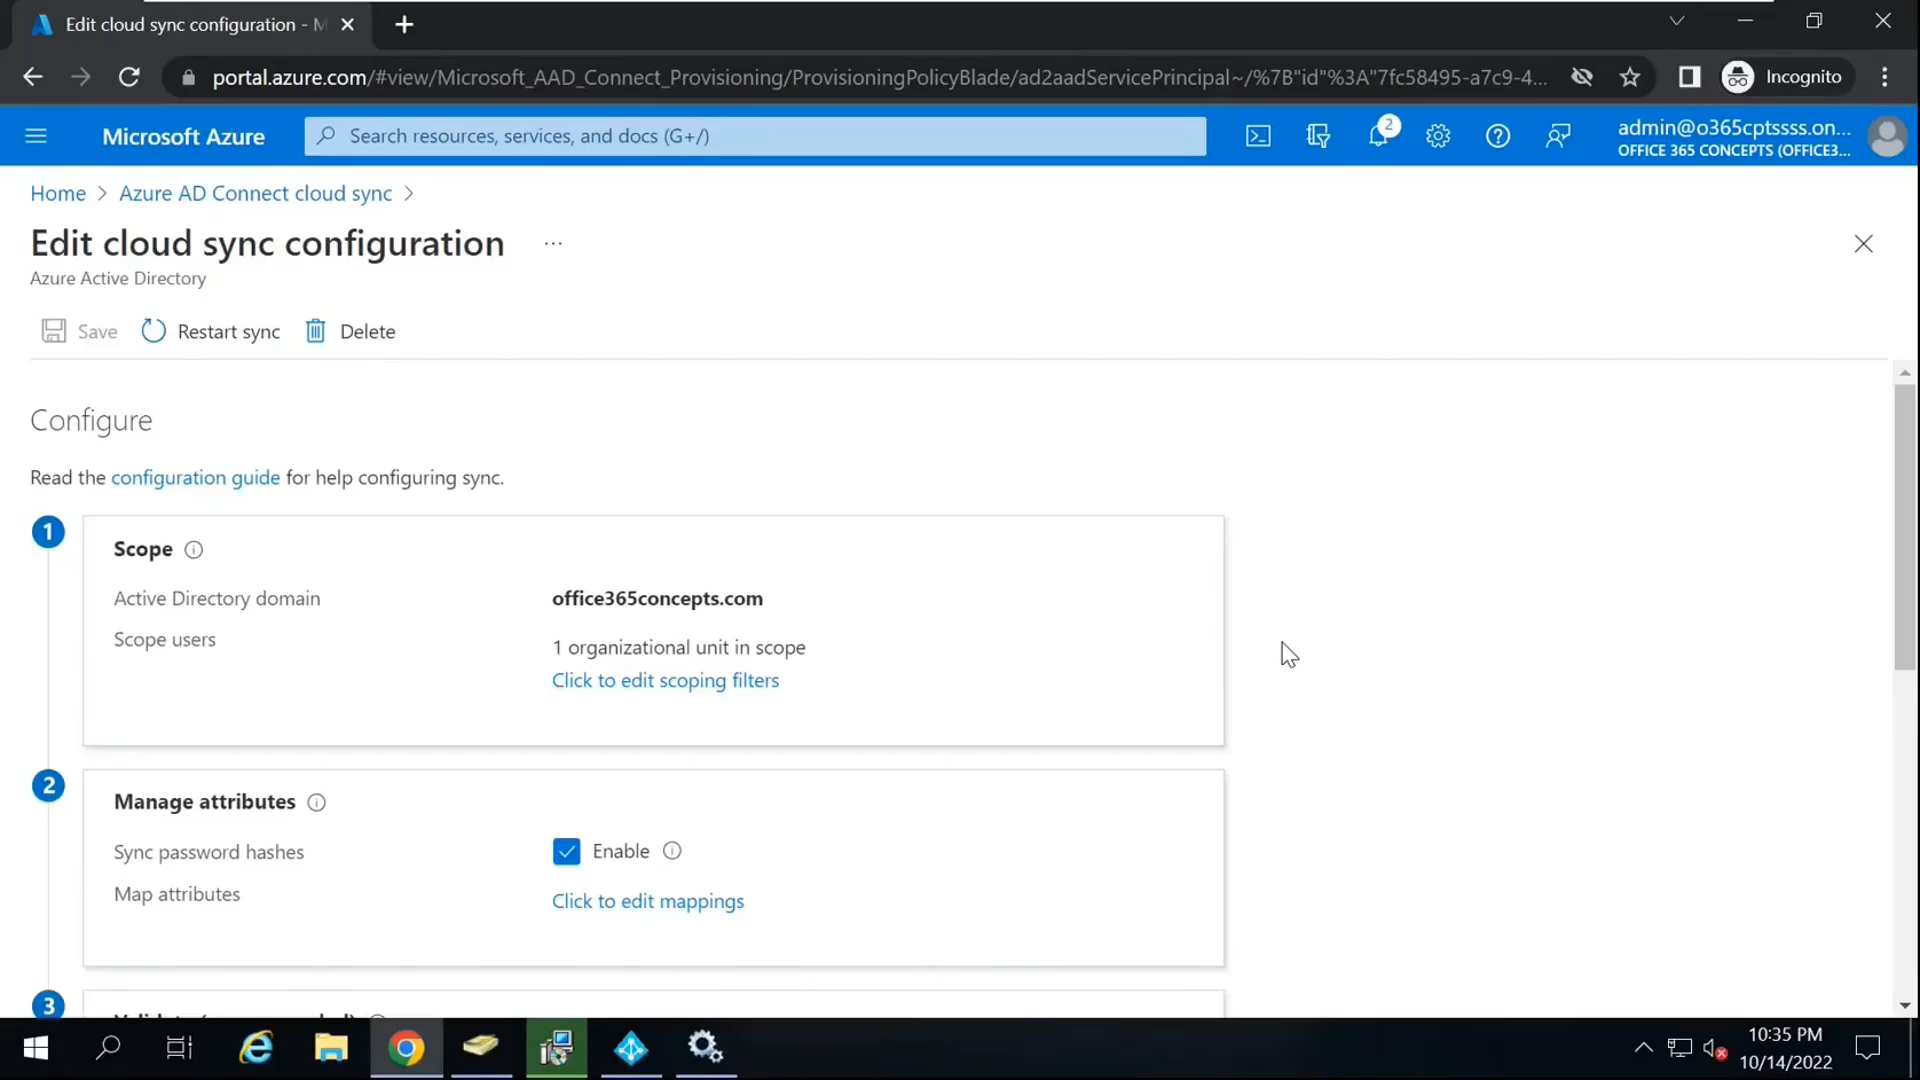 Edit cloud sync configuration - M
portal.azure.com/#view/Microsoft_AAD_Connect_Provisioning/ProvisioningPolicyBlade/ad2aadServicePrincipal~/%7B"id"%3A"7fc58495-a7c9-4...
Incognito
Microsoft Azure
Search resources, services, and docs (G+/)
2
admin@o365cptssss.on...
OFFICE 365 CONCEPTS (OFFICE3...
Home > Azure AD Connect cloud sync >
Edit cloud sync configuration ...
Azure Active Directory
Save Restart sync Delete
Configure
Read the configuration guide for help configuring sync.
1
Scope
Active Directory domain office365concepts.com
Scope users
1 organizational unit in scope
Click to edit scoping filters
2
Manage attributes
Sync password hashes Enable
Map attributes
Click to edit mappings
3
10:35 PM
10/14/2022